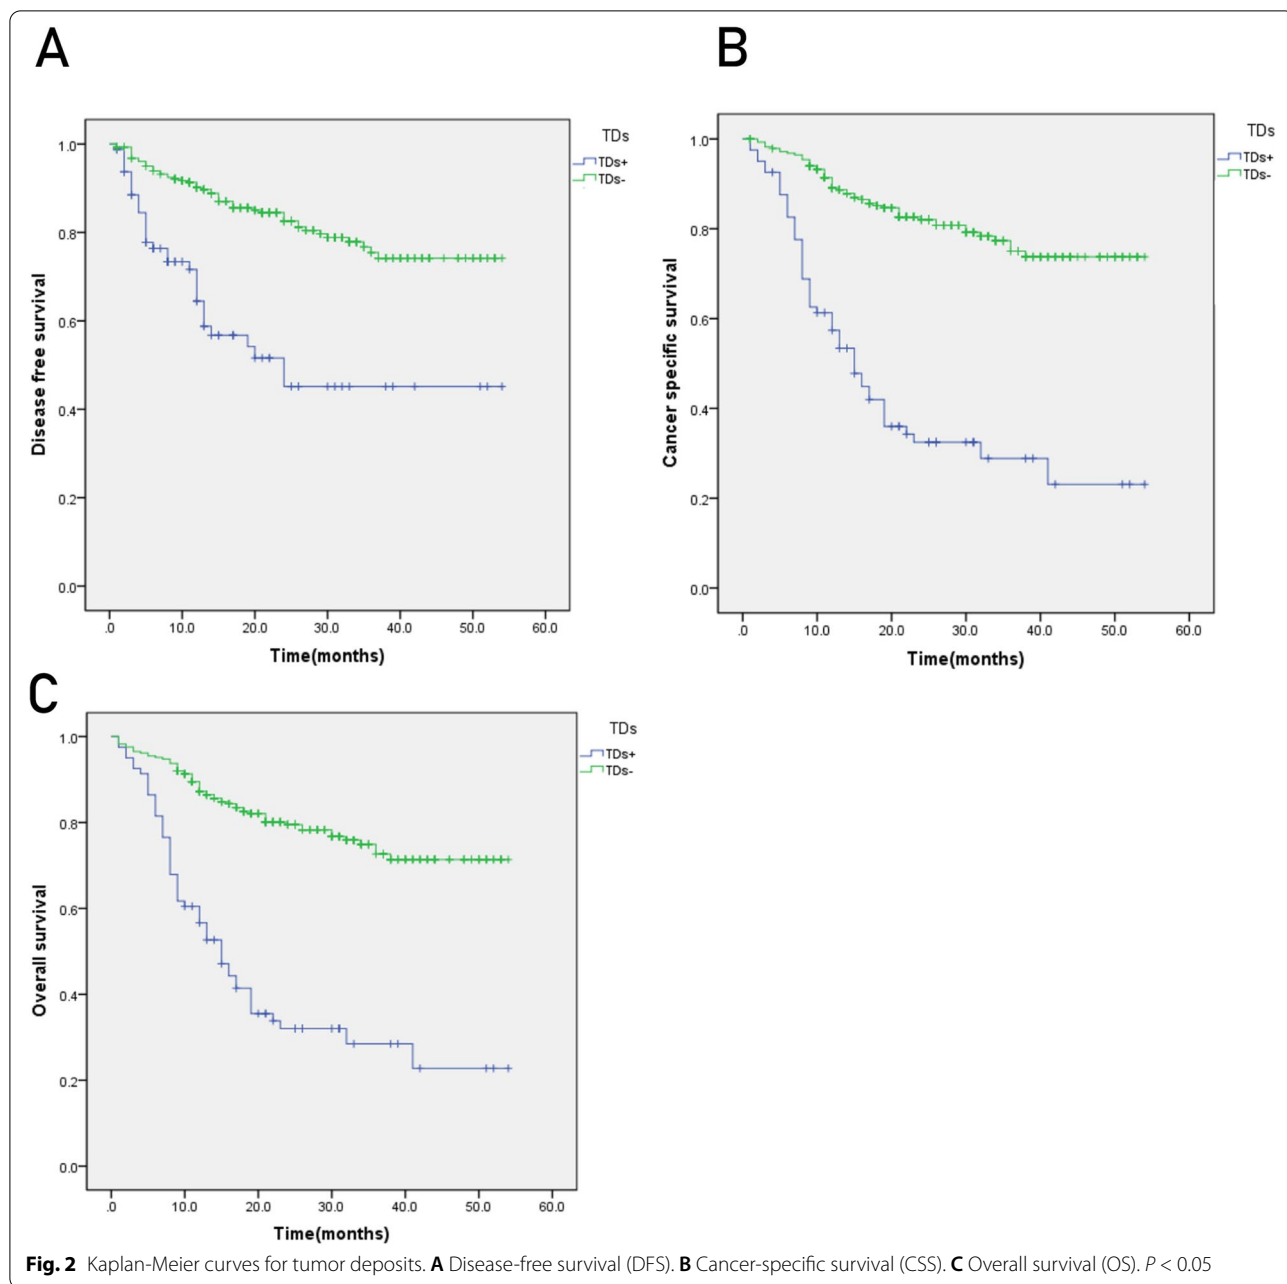 A
1.0
0.8
0.6
0.4
0.2
0.0
Disease free survival
.0 10.0 20.0 30.0 40.0 50.0 60.0
Time(months)
TDs
TDs+
TDs-
B
1.0
0.8
0.6
0.4
0.2
0.0
Cancer specific survival
.0 10.0 20.0 30.0 40.0 50.0 60.0
Time(months)
TDs
TDs+
TDs-
C
1.0
0.8
0.6
0.4
0.2
0.0
Overall survival
.0 10.0 20.0 30.0 40.0 50.0 60.0
Time(months)
TDs
TDs+
TDs-
Fig. 2 Kaplan-Meier curves for tumor deposits. A Disease-free survival (DFS). B Cancer-specific survival (CSS). C Overall survival (OS). P < 0.05